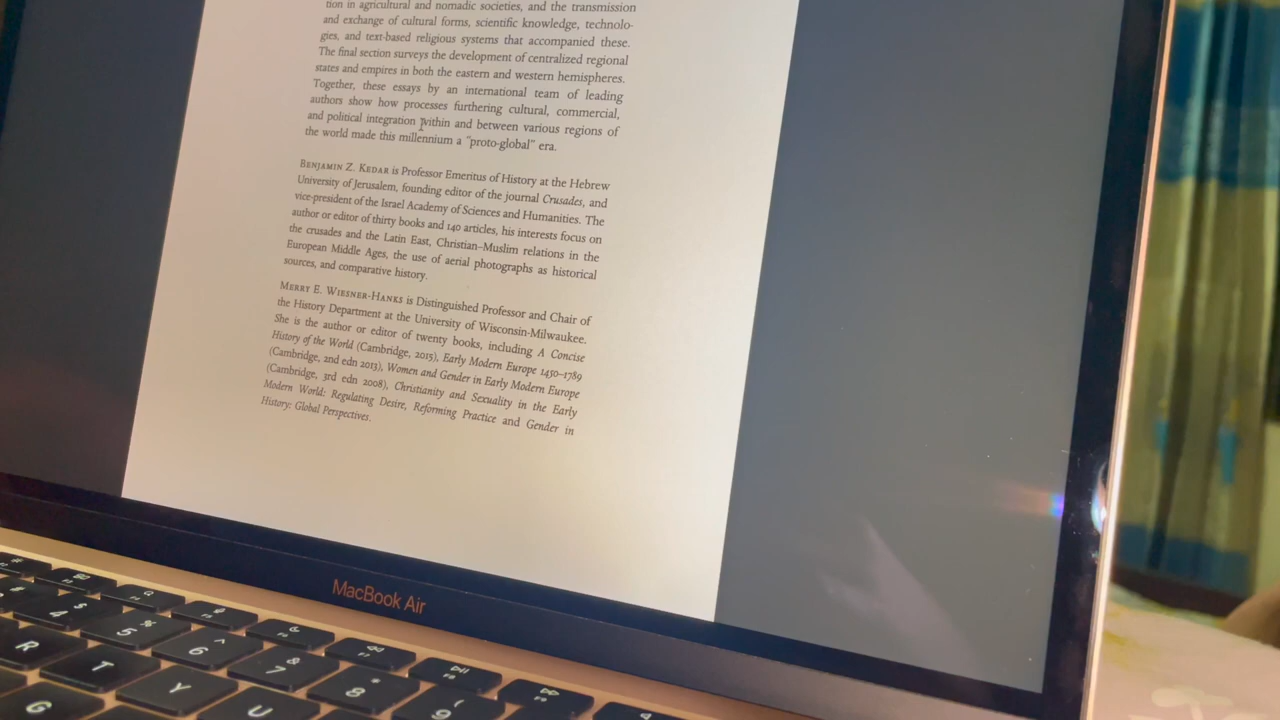 tion in agricultural and nomadic societies, and the transmission
and exchange of cultural forms, scientific knowledge, technolo-
gies, and text-based religious systems that accompanied these.
The final section surveys the development of centralized regional
states and empires in both the eastern and western hemispheres.
Together, these essays by an international team of leading
authors show how processes furthering cultural, commercial,
and political integration within and between various regions of
the world made this millennium a "proto-global" era.
BENJAMIN Z. KEDAR is Professor Emeritus of History at the Hebrew
University of Jerusalem, founding editor of the journal Crusades, and
vice-president of the Israel Academy of Sciences and Humanities. The
author or editor of thirty books and 140 articles, his interests focus on
the crusades and the Latin East, Christian–Muslim relations in the
European Middle Ages, the use of aerial photographs as historical
sources, and comparative history.
MERRY E. WIESNER-HANKS is Distinguished Professor and Chair of
the History Department at the University of Wisconsin-Milwaukee.
She is the author or editor of twenty books, including A Concise
History of the World (Cambridge, 2015), Early Modern Europe 1450–1789
(Cambridge, 2nd edn 2013), Women and Gender in Early Modern Europe
(Cambridge, 3rd edn 2008), Christianity and Sexuality in the Early
Modern World: Regulating Desire, Reforming Practice and Gender in
History: Global Perspectives.
MacBook Air
4 $ 5 % 6 ^ 7 & 8 * 9 (
R T Y U
G